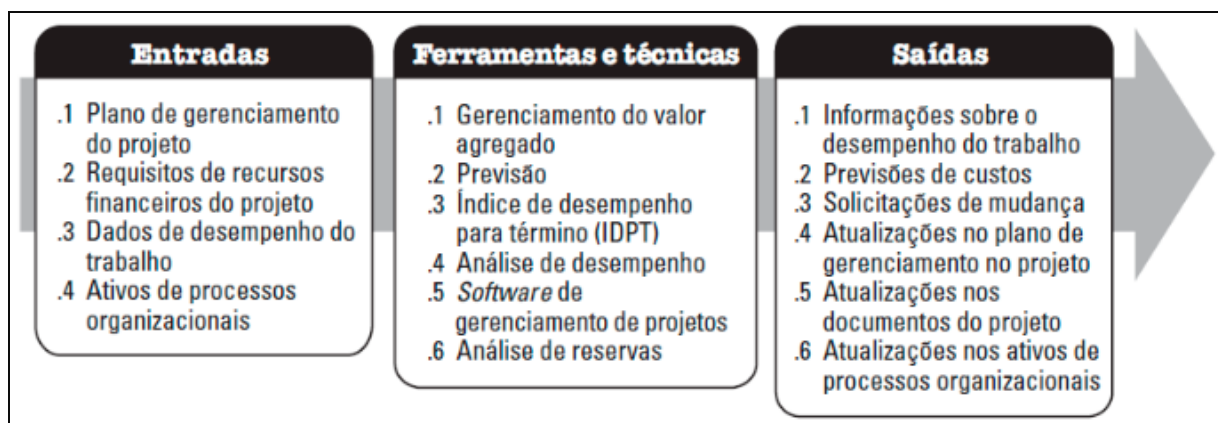 Entradas
.1 Plano de gerenciamento
do projeto
.2 Requisitos de recursos
financeiros do projeto
.3 Dados de desempenho do
trabalho
.4 Ativos de processos
organizacionais
Ferramentas e técnicas
.1 Gerenciamento do valor
agregado
.2 Previsão
.3 Índice de desempenho
para término (IDPT)
.4 Análise de desempenho
.5 Software de
gerenciamento de projetos
.6 Análise de reservas
Saídas
.1 Informações sobre o
desempenho do trabalho
.2 Previsões de custos
.3 Solicitações de mudança
.4 Atualizações no plano de
gerenciamento no projeto
.5 Atualizações nos
documentos do projeto
.6 Atualizações nos ativos de
processos organizacionais